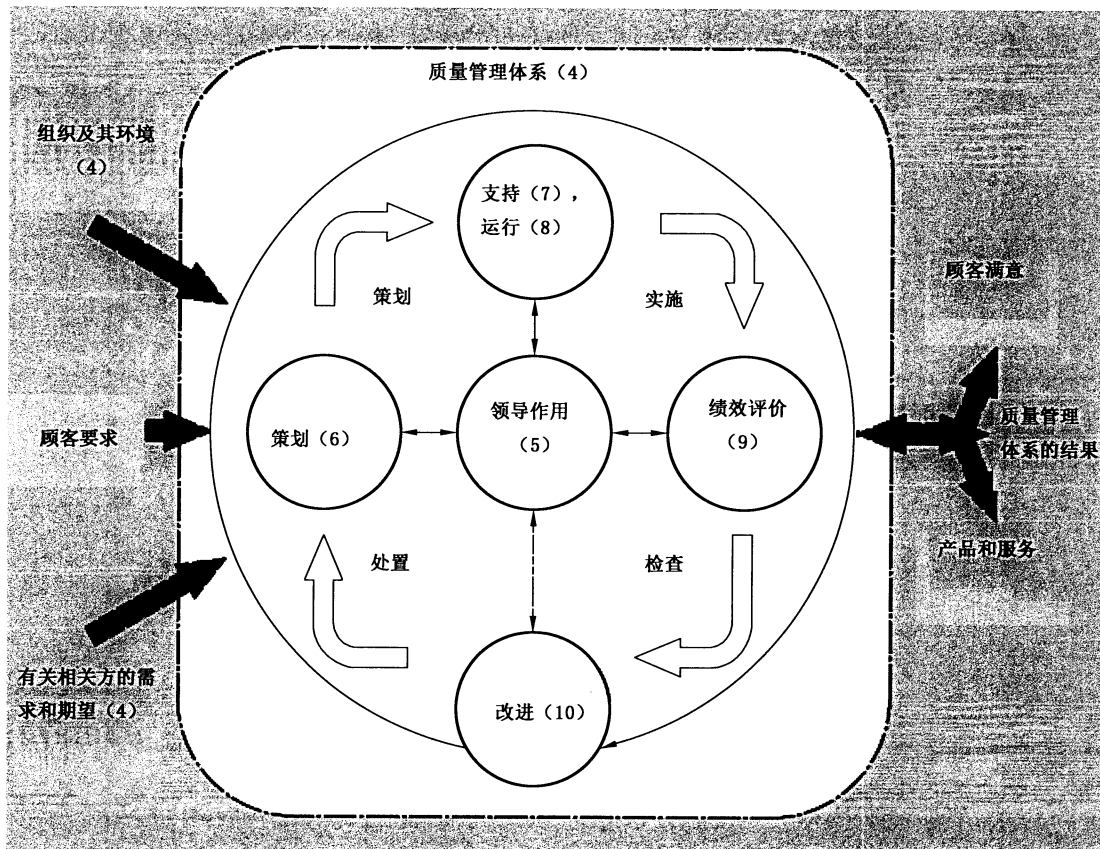 质量管理体系（4）
组织及其环境
（4）
支持（7），
运行（8）
顾客满意
策划
实施
顾客要求
策划（6）
领导作用
（5）
绩效评价
（9）
质量管理
体系的结果
处置
检查
产品和服务
有关相关方的需
求和期望（4）
改进（10）